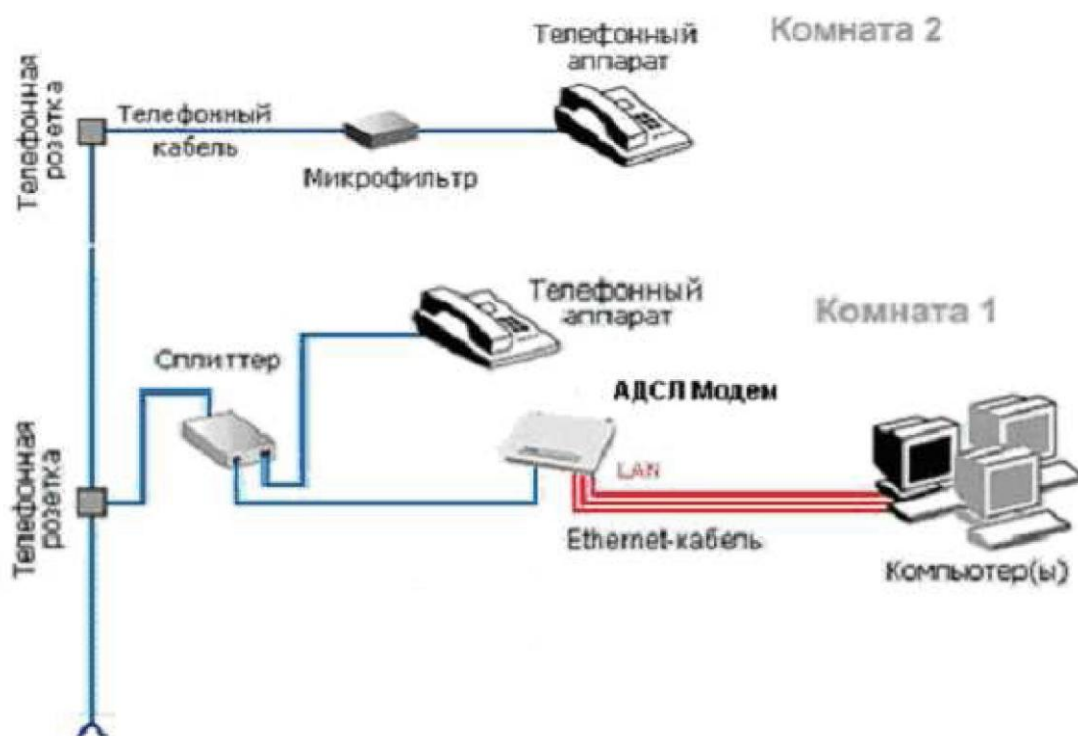 Комната 2
Телефонный
аппарат
Телефонная
розетка
Телефонный
кабель
Микрофильтр
Телефонный
аппарат
Комната 1
Сплиттер
АДСЛ Модем
Телефонная
розетка
LAN
Ethernet-кабель
Компьютер(ы)